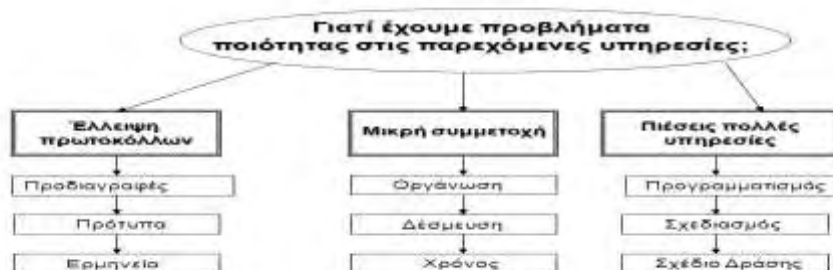 Γιατί έχουμε προβλήματα
ποιότητας στις παρεχόμενες υπηρεσίες;
Έλλειψη
πρωτοκόλλων
Μικρή συμμετοχή
Πιέσεις πολλές
υπηρεσίες
Προδιαγραφές
Οργάνωση
Προγραμματισμός
Πρότυπα
Δέσμευση
Σχεδιασμός
Ερμηνεία
Χρόνος
Σχέδιο Δράσης